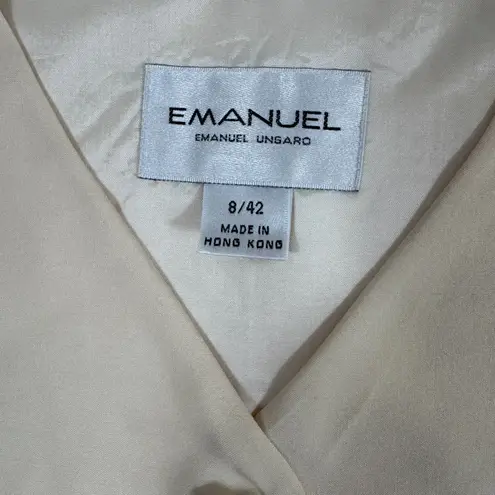 EMANUEL
EMANUEL UNGARO
8/42
MADE IN
HONG KONG